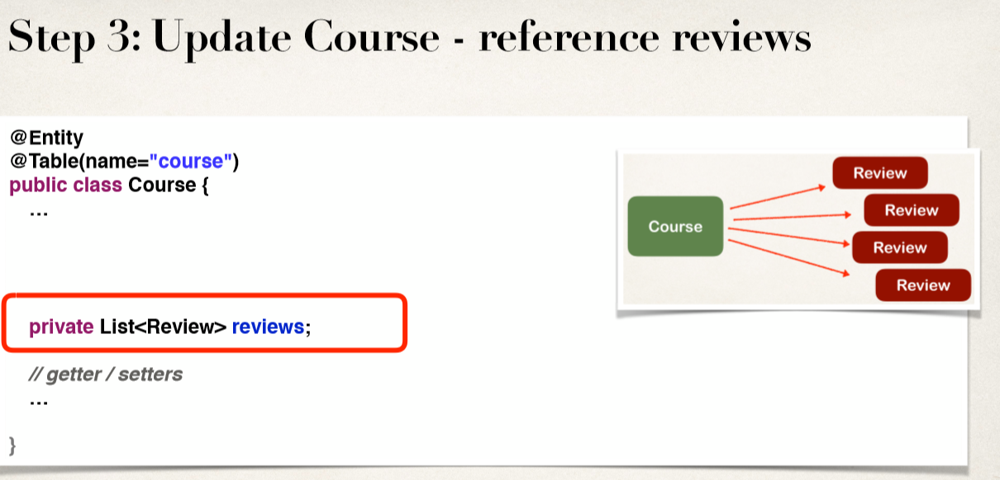 Step 3: Update Course - reference reviews
@Entity
@Table(name="course")
public class Course {
...
private List<Review> reviews;
// getter / setters
...
}
Course
Review
Review
Review
Review